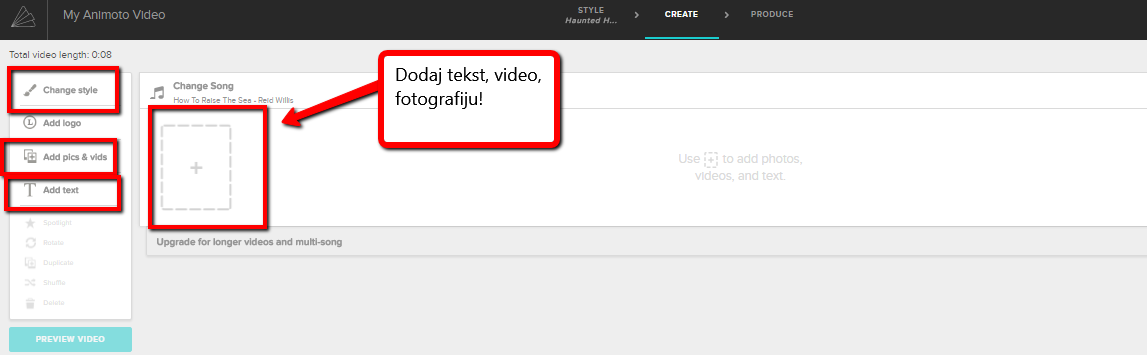 My Animoto Video
STYLE
Haunted H...
CREATE
PRODUCE
Total video length: 0:08
Change style
Add logo
Add pics & vids
Add text
Spotlight
Rotate
Duplicate
Shuffle
Delete
PREVIEW VIDEO
Change Song
How To Raise The Sea - Reid Willis
Dodaj tekst, video,
fotografiju!
Use + to add photos,
videos, and text.
Upgrade for longer videos and multi-song